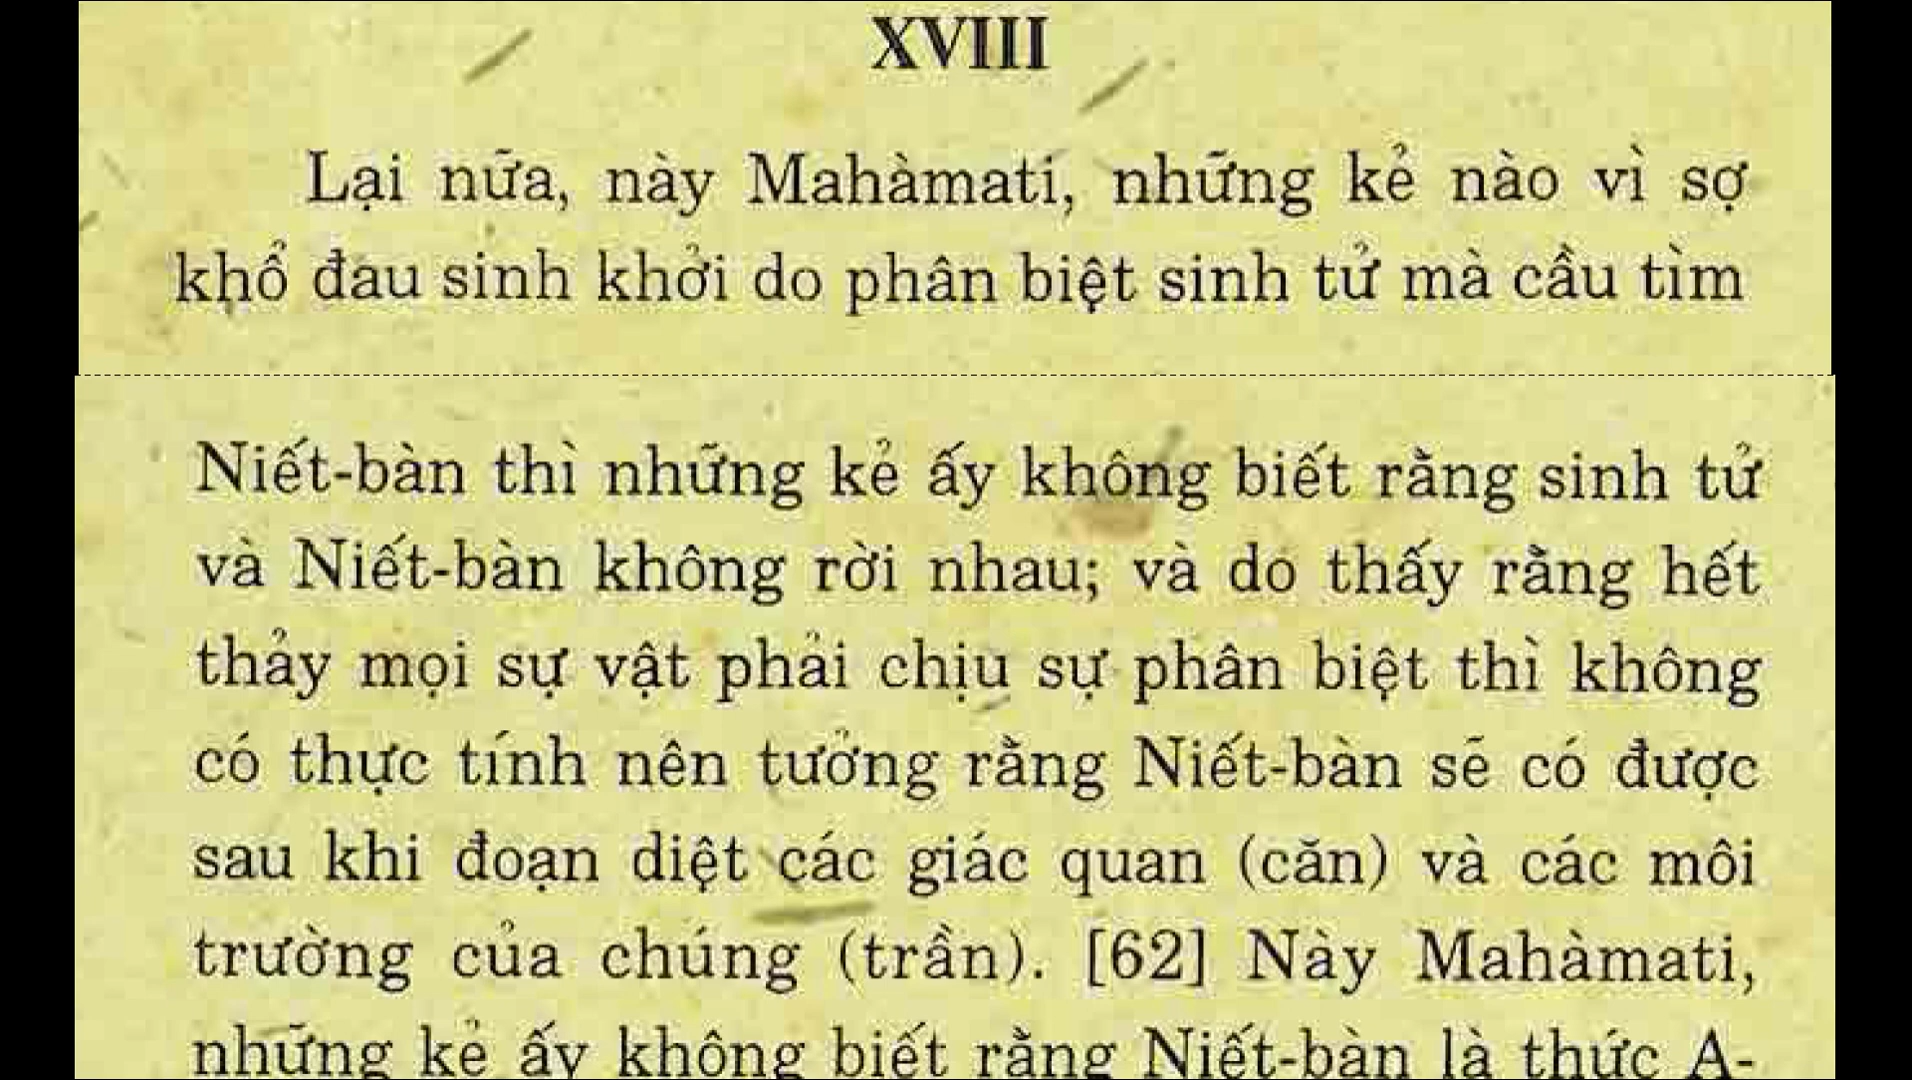 XVIII
Lại nữa, này Mahàmati, những kẻ nào vì sợ
khổ đau sinh khởi do phân biệt sinh tử mà cầu tìm
Niết-bàn thì những kẻ ấy không biết rằng sinh tử
và Niết-bàn không rời nhau; và do thấy rằng hết
thảy mọi sự vật phải chịu sự phân biệt thì không
có thực tính nên tưởng rằng Niết-bàn sẽ có được
sau khi đoạn diệt các giác quan (căn) và các môi
trường của chúng (trần). [62] Này Mahàmati,
những kẻ ấy không biết rằng Niết-bàn là thức A-